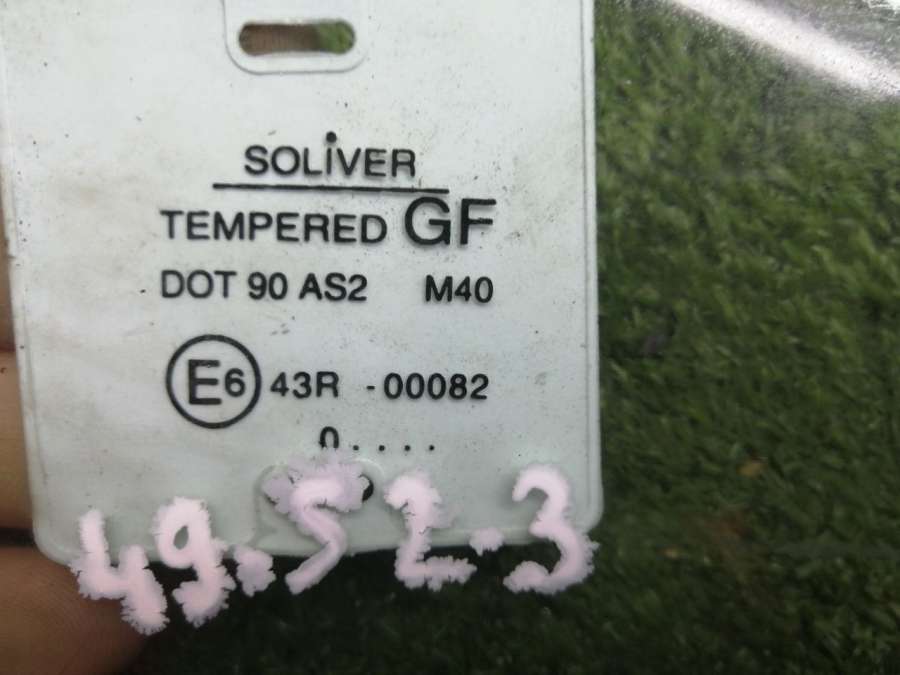 SOLiVER
TEMPERED GF
DOT 90 AS2 M40
E6 43R -00082
0....
49.52.3